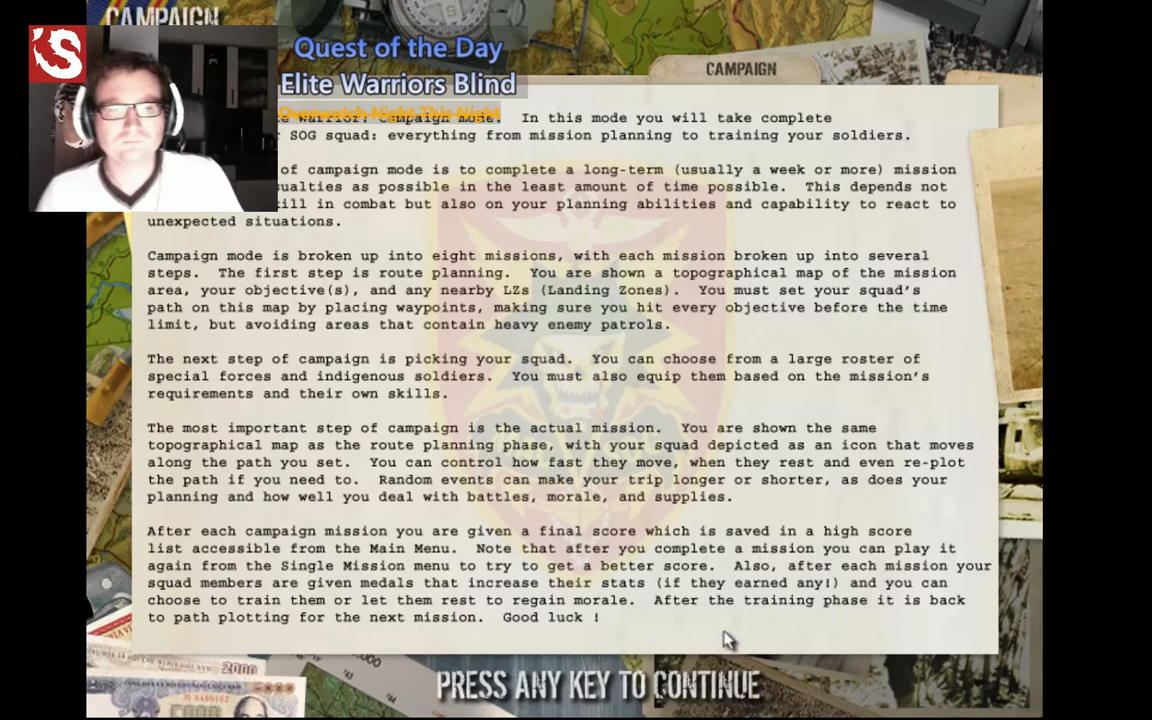 CAMPAIGN
Quest of the Day
Elite Warriors Blind
Overwatch Night This Night
CAMPAIGN
Warrior: Campaign mode. In this mode you will take complete
SOG squad: everything from mission planning to training your soldiers.
of campaign mode is to complete a long-term (usually a week or more) mission
as possible in the least amount of time possible. This depends not
in combat but also on your planning abilities and capability to react to
unexpected situations.
Campaign mode is broken up into eight missions, with each mission broken up into several
steps. The first step is route planning. You are shown a topographical map of the mission
area, your objective(s), and any nearby LZs (Landing Zones). You must set your squad's
path on this map by placing waypoints, making sure you hit every objective before the time
limit, but avoiding areas that contain heavy enemy patrols.
The next step of campaign is picking your squad. You can choose from a large roster of
special forces and indigenous soldiers. You must also equip them based on the mission's
requirements and their own skills.
The most important step of campaign is the actual mission. You are shown the same
topographical map as the route planning phase, with your squad depicted as an icon that moves
along the path you set. You can control how fast they move, when they rest and even re-plot
the path if you need to. Random events can make your trip longer or shorter, as does your
planning and how well you deal with battles, morale, and supplies.
After each campaign mission you are given a final score which is saved in a high score
list accessible from the Main Menu. Note that after you complete a mission you can play it
again from the Single Mission menu to try to get a better score. Also, after each mission your
squad members are given medals that increase their stats (if they earned any!) and you can
choose to train them or let them rest to regain morale. After the training phase it is back
to path plotting for the next mission. Good luck !
2000
PRESS ANY KEY TO CONTINUE